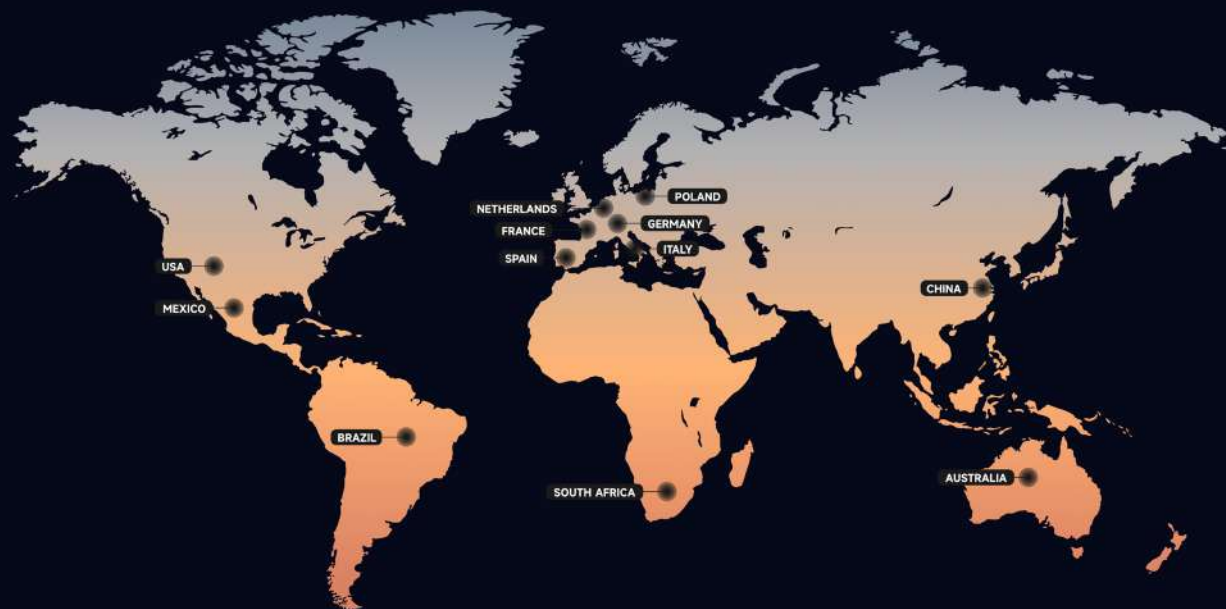 POLAND
NETHERLANDS
GERMANY
FRANCE
ITALY
SPAIN
USA
CHINA
MEXICO
BRAZIL
AUSTRALIA
SOUTH AFRICA